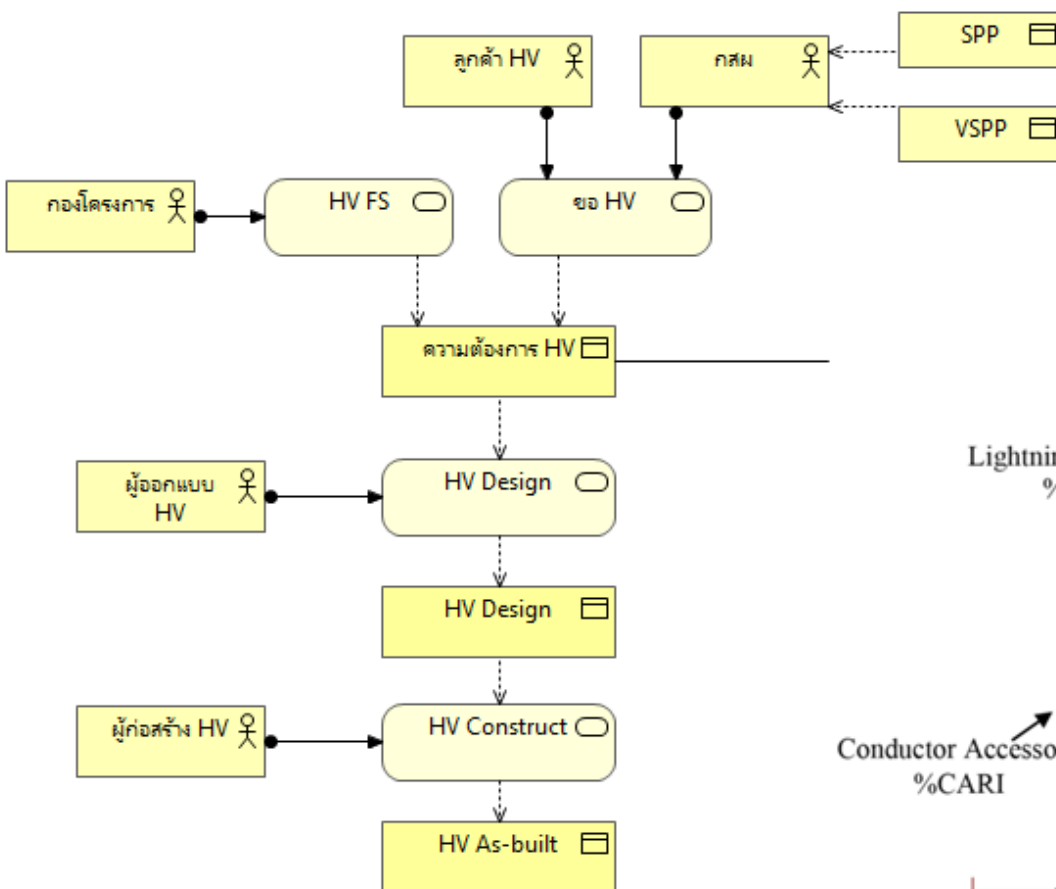 SPP
ลูกค้า HV
กสผ
VSPP
กองโครงการ
HV FS
ขอ HV
ความต้องการ HV
ผู้ออกแบบ
HV
HV Design
HV Design
ผู้ก่อสร้าง HV
HV Construct
Conductor
%CARI
HV As-built